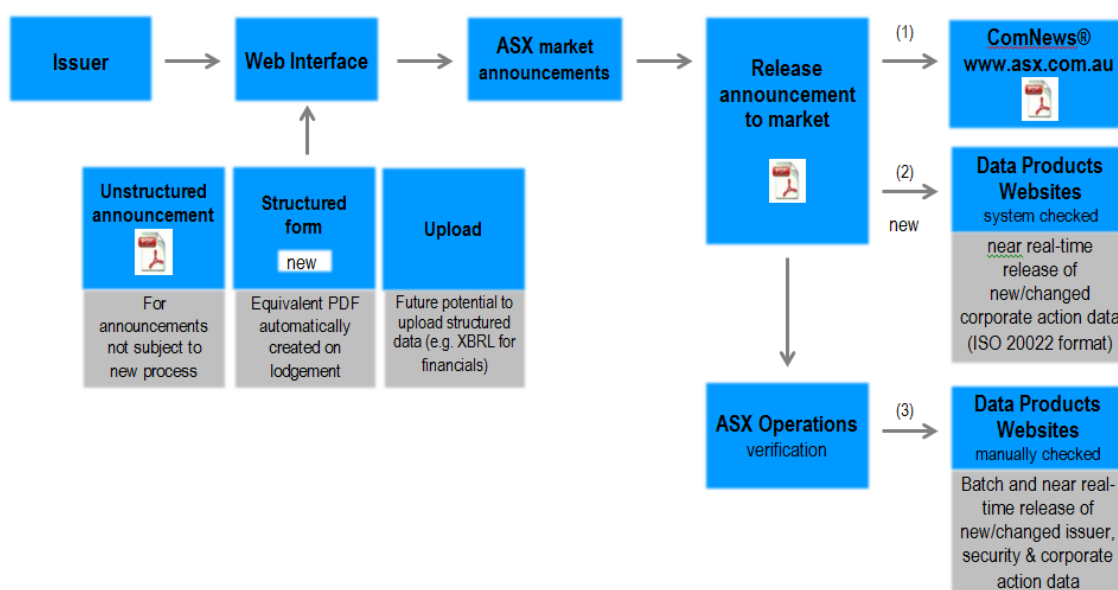 Issuer
Web Interface
ASX market
announcements
Release
announcement
to market
(1)
ComNews®
www.asx.com.au
(2)
new
Data Products
Websites
system checked
near real-time
release of
new/changed
corporate action data
(ISO 20022 format)
Unstructured
announcement
For
announcements
not subject to
new process
Structured
form
new
Equivalent PDF
automatically
created on
lodgement
Upload
Future potential to
upload structured
data (e.g. XBRL for
financials)
ASX Operations
verification
(3)
Data Products
Websites
manually checked
Batch and near real-
time release of
new/changed issuer,
security & corporate
action data